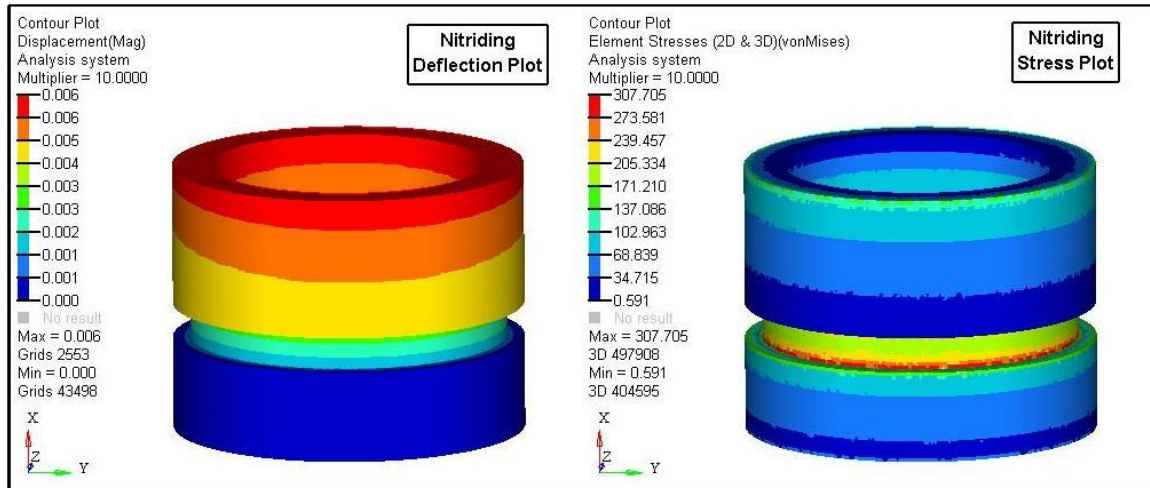 Contour Plot
Displacement(Mag)
Analysis system
Multiplier = 10.0000
0.006
0.006
0.005
0.004
0.003
0.003
0.002
0.001
0.001
0.000
No result
Max = 0.006
Grids 2553
Min = 0.000
Grids 43498
X
Z
Y
Nitriding
Deflection Plot
Contour Plot
Element Stresses (2D & 3D)(vonMises)
Analysis system
Multiplier = 10.0000
307.705
273.581
239.457
205.334
171.210
137.086
102.963
68.839
34.715
0.591
No result
Max = 307.705
3D 497908
Min = 0.591
3D 404595
X
Z
Y
Nitriding
Stress Plot